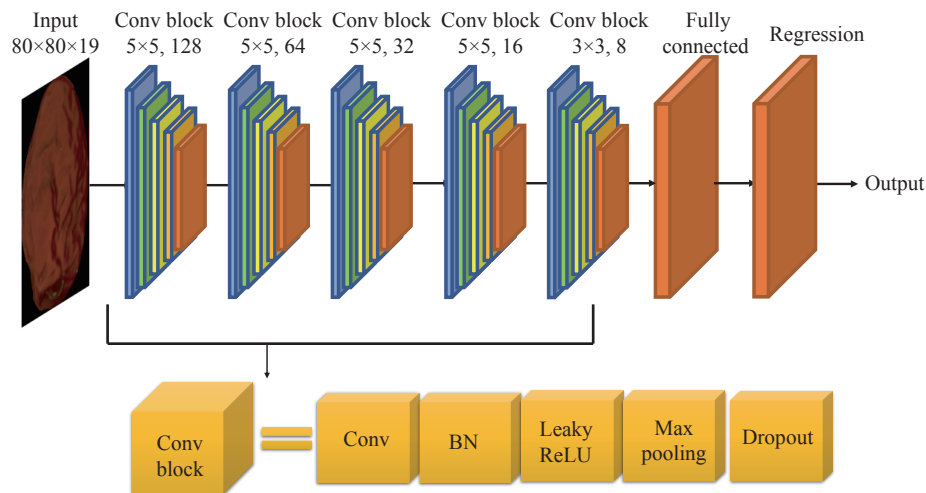 Input
80×80×19
Conv block
5×5, 128
Conv block
5×5, 64
Conv block
5×5, 32
Conv block
5×5, 16
Conv block
3×3, 8
Fully
connected
Regression
Output
Conv
block
Conv
BN
Leaky
ReLU
Max
pooling
Dropout